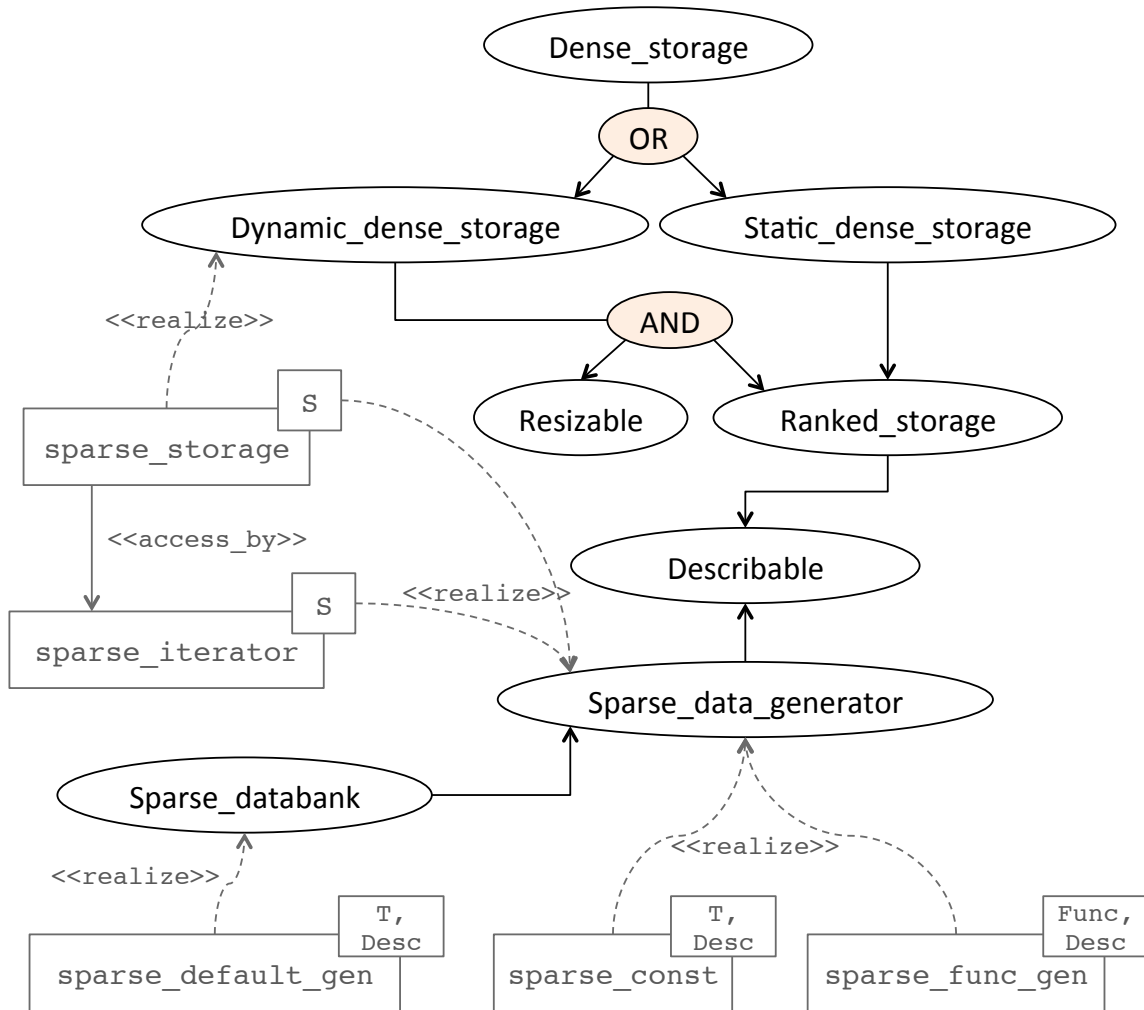 Dense_storage
OR
Dynamic_dense_storage
Static_dense_storage
<<realize>>
AND
S
Resizable
Ranked_storage
sparse_storage
<<access_by>>
Describable
S
<<realize>>
sparse_iterator
Sparse_data_generator
Sparse_databank
<<realize>>
<<realize>>
T,
Desc
T,
Desc
Func,
Desc
sparse_default_gen
sparse_const
sparse_func_gen